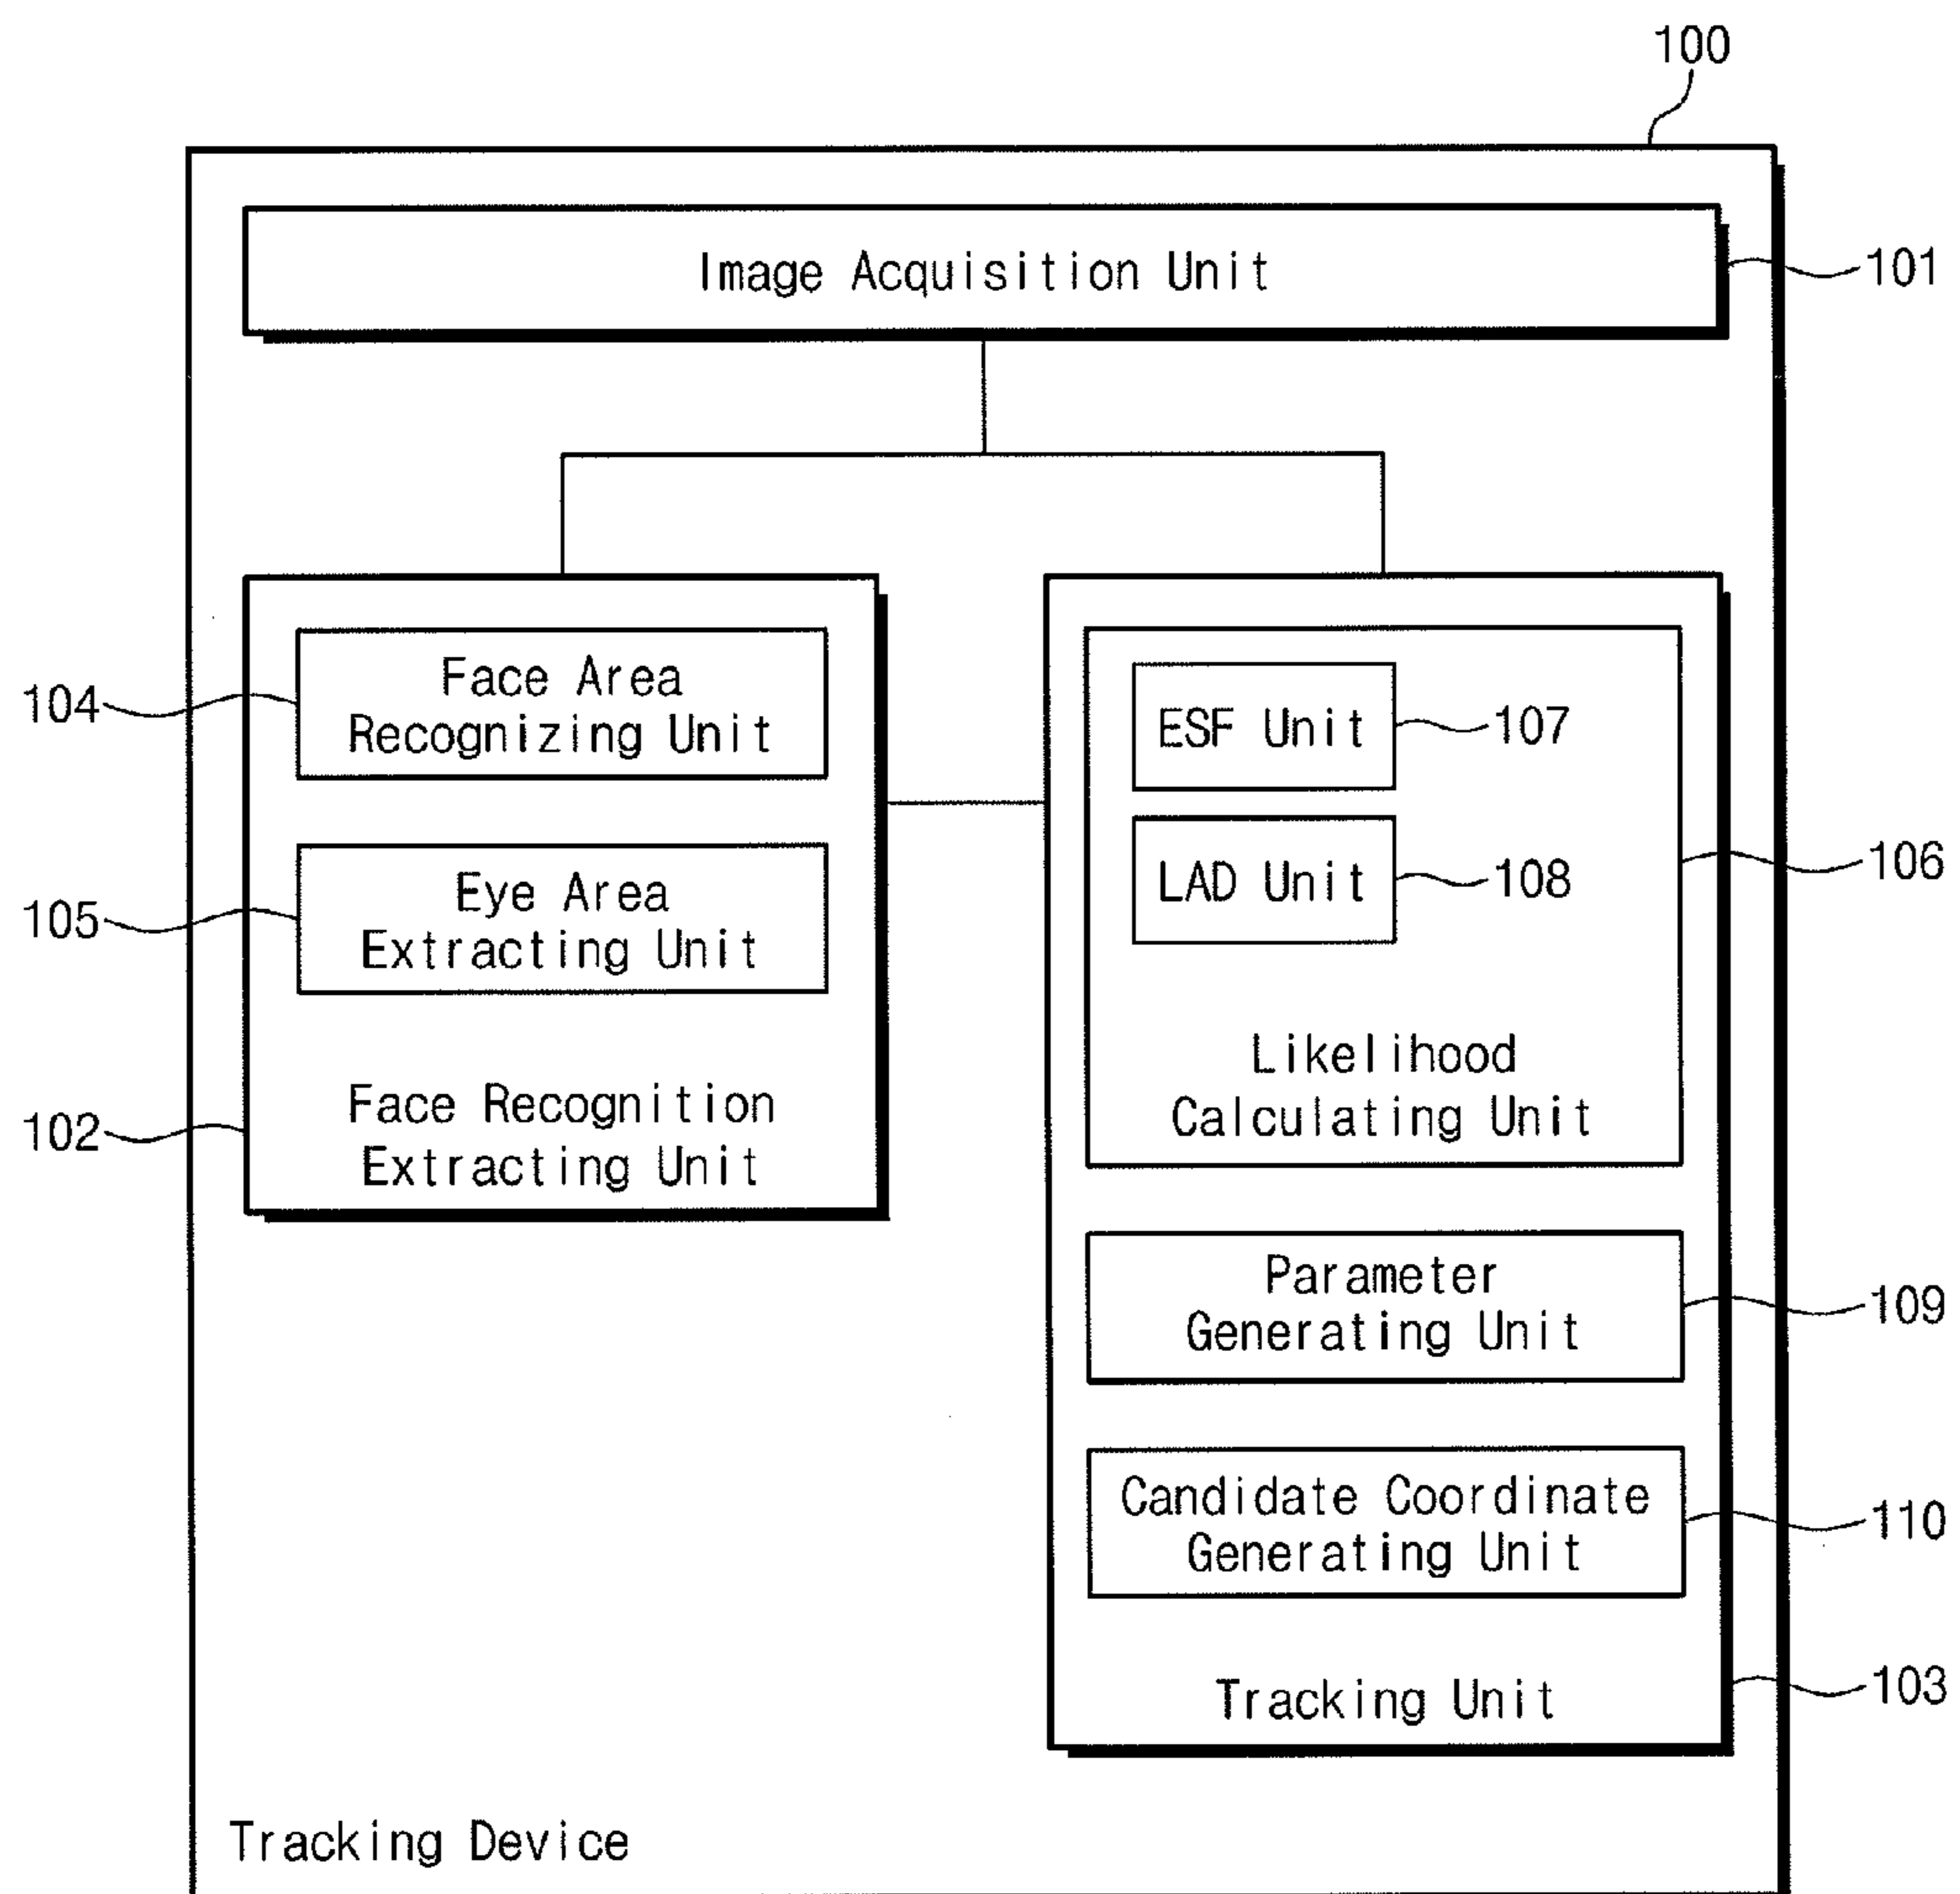 100
Image Acquisition Unit
101
Face Area
Recognizing Unit
104
ESF Unit
107
LAD Unit
108
106
Eye Area
Extracting Unit
105
Likelihood
Calculating Unit
Face Recognition
Extracting Unit
102
Parameter
Generating Unit
109
Candidate Coordinate
Generating Unit
110
Tracking Unit
103
Tracking Device